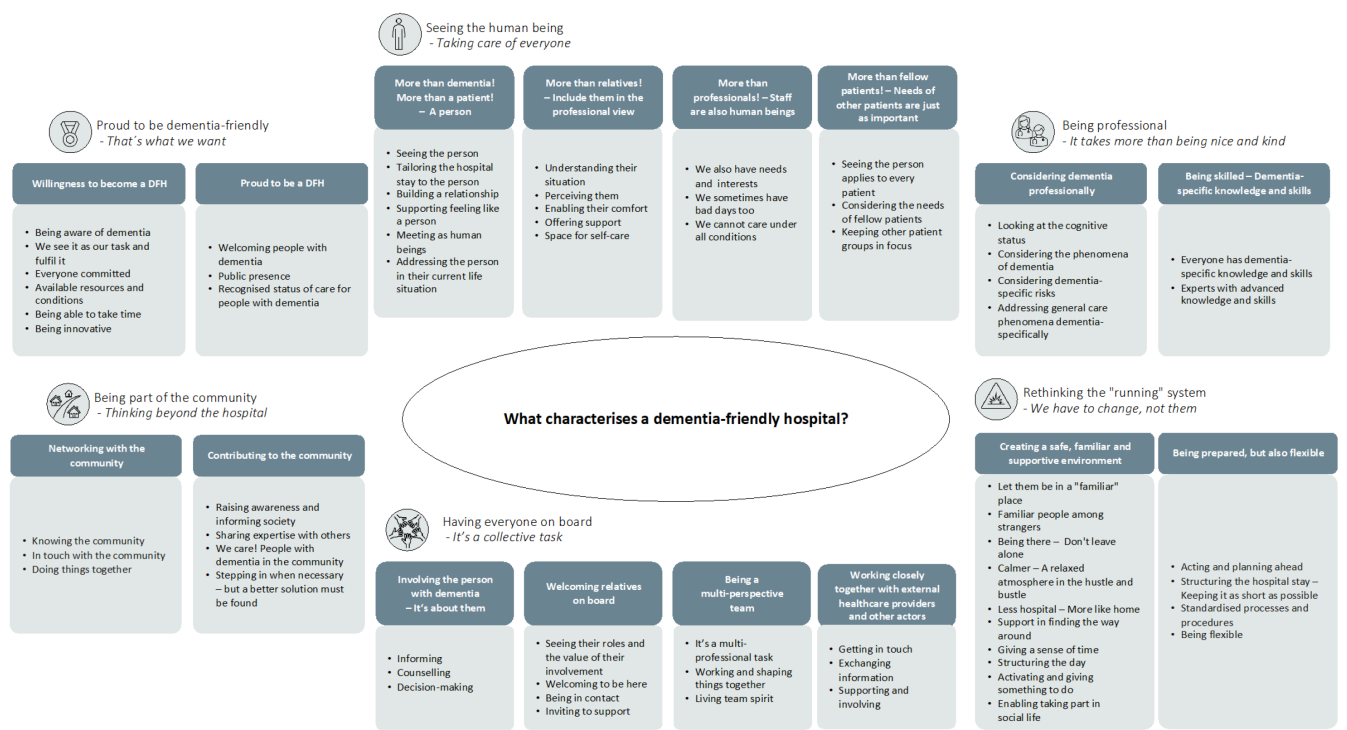 Seeing the human being
- Taking care of everyone
More than dementia!
More than a patient!
– A person
• Seeing the person
• Tailoring the hospital
stay to the person
• Building a relationship
• Supporting feeling like
a person
• Meeting as human
beings
• Addressing the person
in their current life
situation
More than relatives!
– Include them in the
professional view
• Understanding their
situation
• Perceiving them
• Enabling their comfort
• Offering support
• Space for self-care
More than
professionals! – Staff
are also human beings
• We also have needs
and interests
• We sometimes have
bad days too
• We cannot care under
all conditions
More than fellow
patients! – Needs of
other patients are just
as important
• Seeing the person
applies to every
patient
• Considering the needs
of fellow patients
• Keeping other patient
groups in focus
Proud to be dementia-friendly
- That´s what we want
Willingness to become a DFH
• Being aware of dementia
• We see it as our task and
fulfil it
• Everyone committed
• Available resources and
conditions
• Being able to take time
• Being innovative
Proud to be a DFH
• Welcoming people with
dementia
• Public presence
• Recognised status of care for
people with dementia
Being professional
- It takes more than being nice and kind
Considering dementia
professionally
• Looking at the cognitive
status
• Considering the phenomena
of dementia
• Considering dementia-
specific risks
• Addressing general care
phenomena dementia-
specifically
Being skilled – Dementia-
specific knowledge and skills
• Everyone has dementia-
specific knowledge and skills
• Experts with advanced
knowledge and skills
What characterises a dementia-friendly hospital?
Being part of the community
- Thinking beyond the hospital
Networking with the
community
• Knowing the community
• In touch with the community
• Doing things together
Contributing to the community
• Raising awareness and
informing society
• Sharing expertise with others
• We care! People with
dementia in the community
• Stepping in when necessary
– but a better solution must
be found
Having everyone on board
- It’s a collective task
Involving the person
with dementia
– It’s about them
• Informing
• Counselling
• Decision-making
Welcoming relatives
on board
• Seeing their roles and
the value of their
involvement
• Welcoming to be here
• Being in contact
• Inviting to support
Being a
multi-perspective
team
• It’s a multi-
professional task
• Working and shaping
things together
• Living team spirit
Working closely
together with external
healthcare providers
and other actors
• Getting in touch
• Exchanging
information
• Supporting and
involving
Rethinking the "running" system
- We have to change, not them
Creating a safe, familiar and
supportive environment
• Let them be in a "familiar"
place
• Familiar people among
strangers
• Being there – Don't leave
alone
• Calmer – A relaxed
atmosphere in the hustle and
bustle
• Less hospital – More like home
• Support in finding the way
around
• Giving a sense of time
• Structuring the day
• Activating and giving
something to do
• Enabling taking part in
social life
Being prepared, but also flexible
• Acting and planning ahead
• Structuring the hospital stay –
Keeping it as short as possible
• Standardised processes and
procedures
• Being flexible